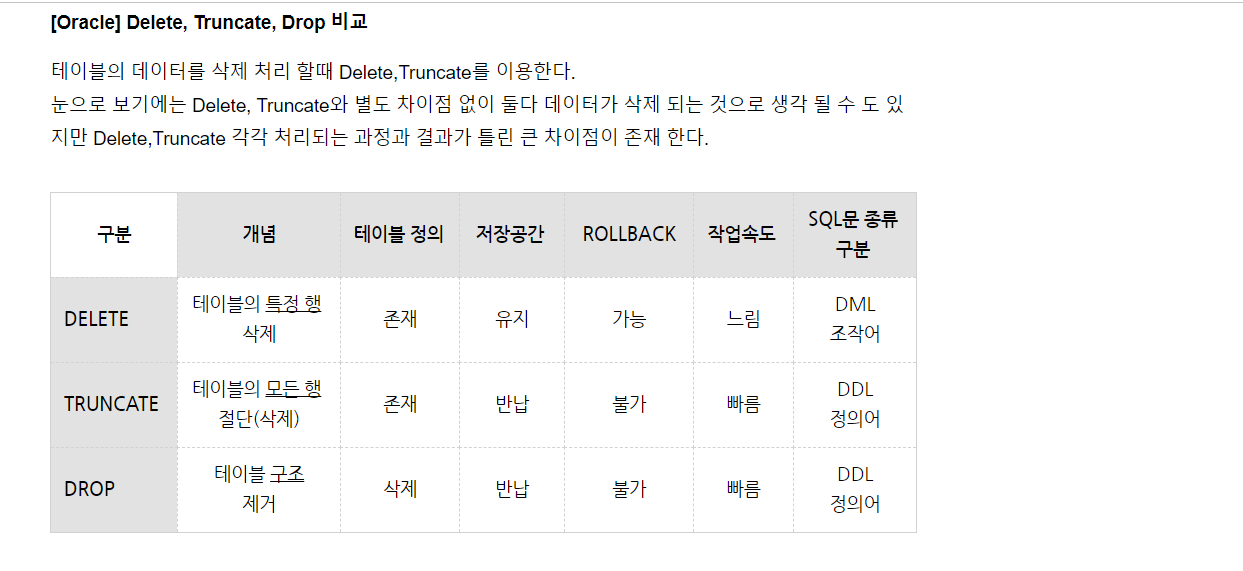 [Oracle] Delete, Truncate, Drop 비교
테이블의 데이터를 삭제 처리 할때 Delete,Truncate를 이용한다.
눈으로 보기에는 Delete, Truncate와 별도 차이점 없이 둘다 데이터가 삭제 되는 것으로 생각 될 수 도 있
지만 Delete,Truncate 각각 처리되는 과정과 결과가 틀린 큰 차이점이 존재 한다.
구분 개념 테이블 정의 저장공간 ROLLBACK 작업속도 SQL문 종류
구분
DELETE 테이블의 특정 행
삭제 존재 유지 가능 느림 DML
조작어
TRUNCATE 테이블의 모든 행
절단(삭제) 존재 반납 불가 빠름 DDL
정의어
DROP 테이블 구조
제거 삭제 반납 불가 빠름 DDL
정의어